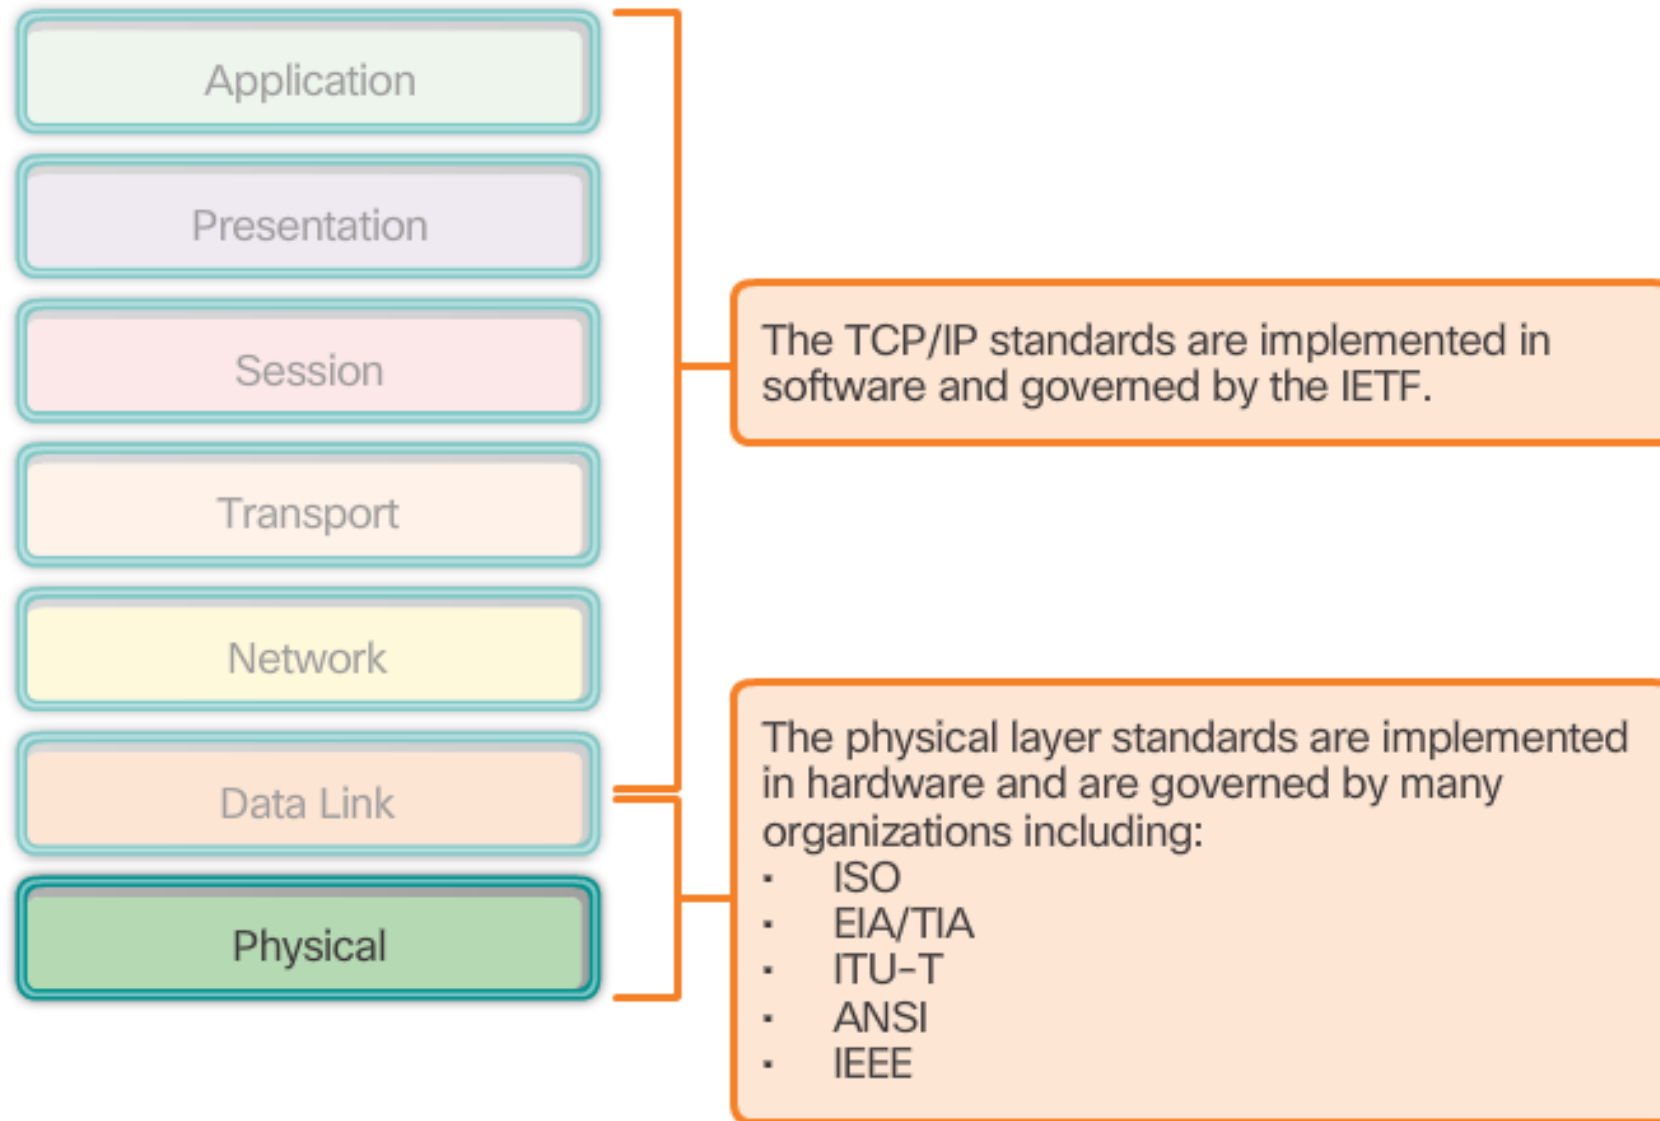 Application
Presentation
Session
Transport
Network
Data Link
Physical
The TCP/IP standards are implemented in
software and governed by the IETF.
The physical layer standards are implemented
in hardware and are governed by many
organizations including:
· ISO
· EIA/TIA
· ITU-T
· ANSI
· IEEE